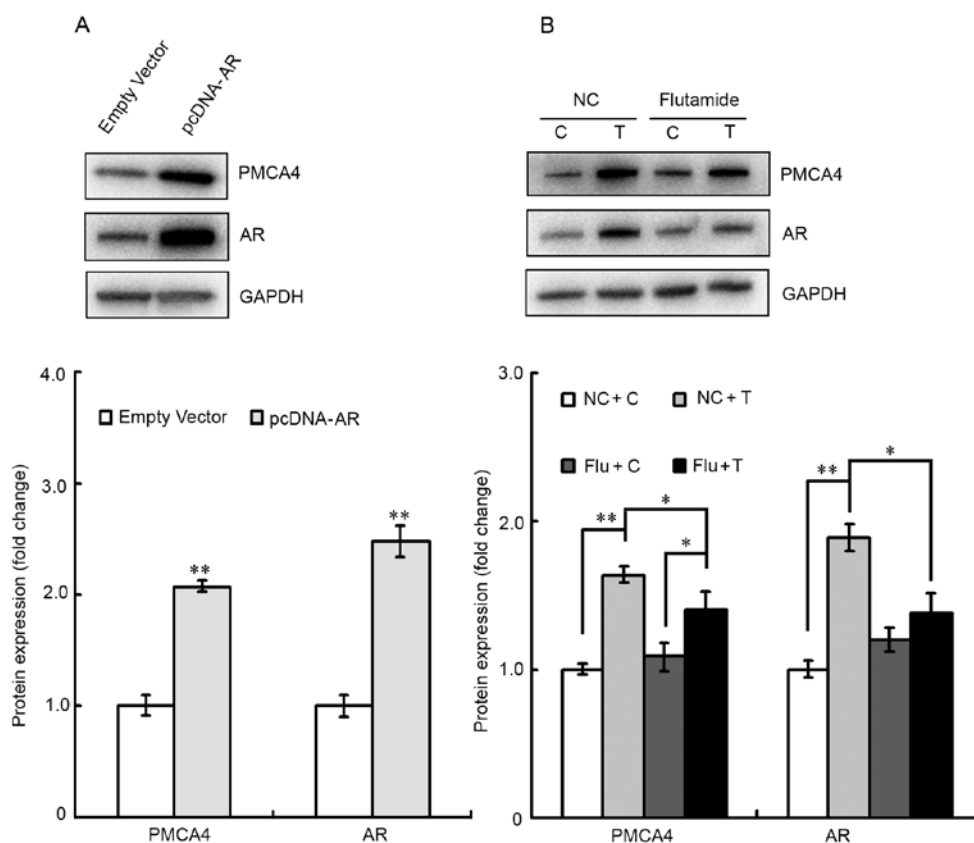 A
Empty Vector
pcDNA-AR
PMCA4
AR
GAPDH
4.0
3.0
2.0
1.0
0
Protein expression (fold change)
Empty Vector
pcDNA-AR
**
**
PMCA4
AR
B
NC
Flutamide
C
T
C
T
PMCA4
AR
GAPDH
3.0
2.0
1.0
0.0
Protein expression (fold change)
NC + C
NC + T
Flu + C
Flu + T
**
*
*
**
*
PMCA4
AR